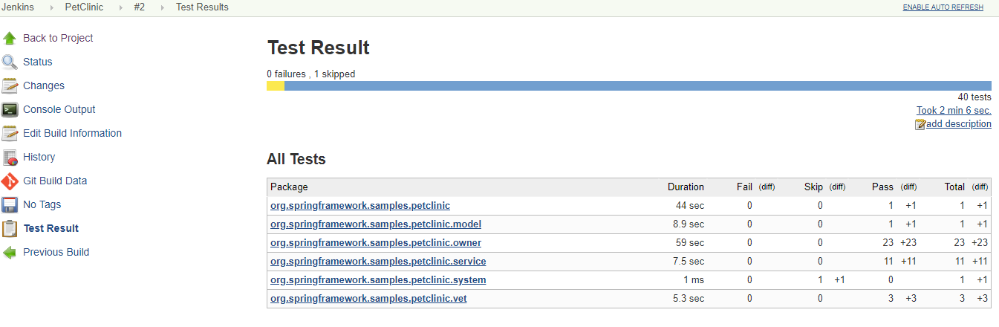 Jenkins PetClinic #2 Test Results ENABLE AUTO REFRESH
Back to Project
Status
Changes
Console Output
Edit Build Information
History
Git Build Data
No Tags
Test Result
Previous Build
Test Result
0 failures , 1 skipped
40 tests
Took 2 min 6 sec.
add description
All Tests
Package Duration Fail (diff) Skip (diff) Pass (diff) Total (diff)
org.springframework.samples.petclinic 44 sec 0 0 1 +1 1 +1
org.springframework.samples.petclinic.model 8.9 sec 0 0 1 +1 1 +1
org.springframework.samples.petclinic.owner 59 sec 0 0 23 +23 23 +23
org.springframework.samples.petclinic.service 7.5 sec 0 0 11 +11 11 +11
org.springframework.samples.petclinic.system 1 ms 0 1 +1 0 1 +1
org.springframework.samples.petclinic.vet 5.3 sec 0 0 3 +3 3 +3